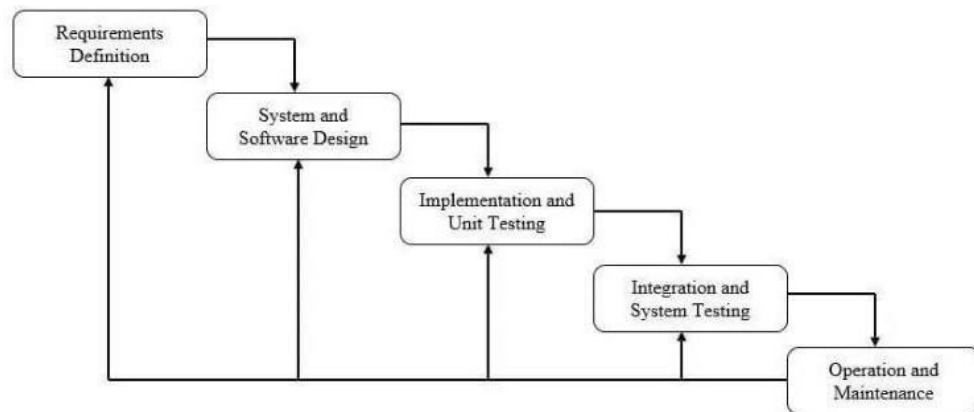 Requirements
Definition
System and
Software Design
Implementation and
Unit Testing
Integration and
System Testing
Operation and
Maintenance